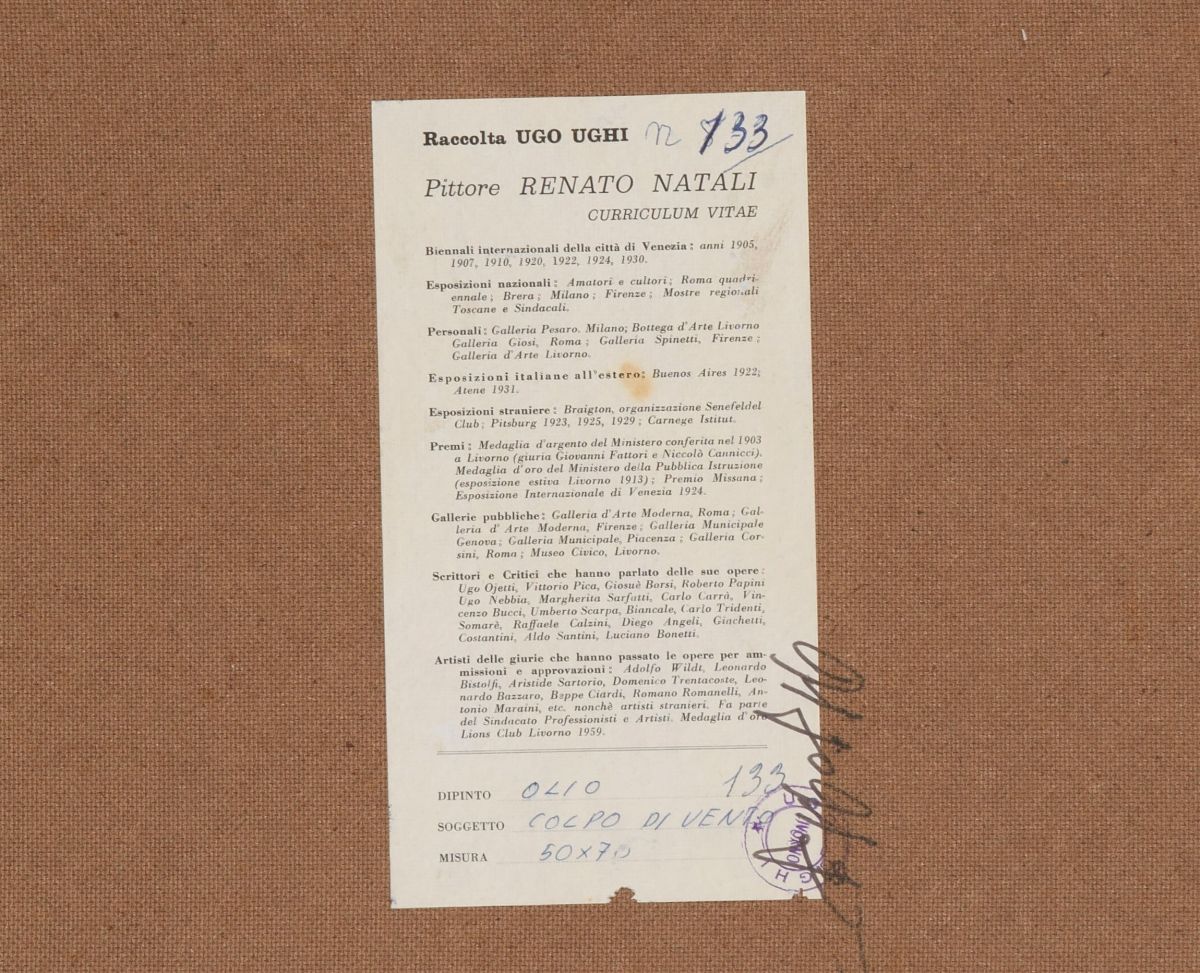 Raccolta UGO UGHI n 133
Pittore RENATO NATALI
CURRICULUM VITAE
Biennali internazionali della città di Venezia : anni 1905,
1907, 1910, 1920, 1922, 1924, 1930.
Esposizioni nazionali : Amatori e cultori ; Roma quadri-
ennale ; Brera ; Milano ; Firenze ; Mostre regionali
Toscane e Sindacali.
Personali : Galleria Pesaro. Milano; Bottega d'Arte Livorno
Galleria Giosi, Roma ; Galleria Spinetti, Firenze ;
Galleria d'Arte Livorno.
Esposizioni italiane all'estero: Buenos Aires 1922;
Atene 1931.
Esposizioni straniere : Braigton, organizzazione Senefeldel
Club ; Pitsburg 1923, 1925, 1929 ; Carnege Istitut.
Premi : Medaglia d'argento del Ministero conferita nel 1903
a Livorno (giuria Giovanni Fattori e Niccolò Cannicci).
Medaglia d'oro del Ministero della Pubblica Istruzione
(esposizione estiva Livorno 1913) ; Premio Missana ;
Esposizione Internazionale di Venezia 1924.
Gallerie pubbliche : Galleria d'Arte Moderna, Roma ; Gal-
leria d' Arte Moderna, Firenze ; Galleria Municipale
Genova ; Galleria Municipale, Piacenza ; Galleria Cor-
sini, Roma ; Museo Civico, Livorno.
Scrittori e Critici che hanno parlato delle sue opere :
Ugo Ojetti, Vittorio Pica, Giosuè Borsi, Roberto Papini
Ugo Nebbia, Margherita Sarfatti, Carlo Carrà, Vin-
cenzo Bucci, Umberto Scarpa, Biancale, Carlo Tridenti,
Somarè, Raffaele Calzini, Diego Angeli, Giachetti,
Costantini, Aldo Santini, Luciano Bonetti.
Artisti delle giurie che hanno passato le opere per am-
missioni e approvazioni : Adolfo Wildt, Leonardo
Bistolfi, Aristide Sartorio, Domenico Trentacoste, Leo-
nardo Bazzaro, Beppe Ciardi, Romano Romanelli, An-
tonio Maraini, etc. nonchè artisti stranieri. Fa parte
del Sindacato Professionisti e Artisti. Medaglia d'oro
Lions Club Livorno 1959.
133
DIPINTO OLIO
SOGGETTO COLPO DI VENTO
MISURA 50x70
LIVORNO